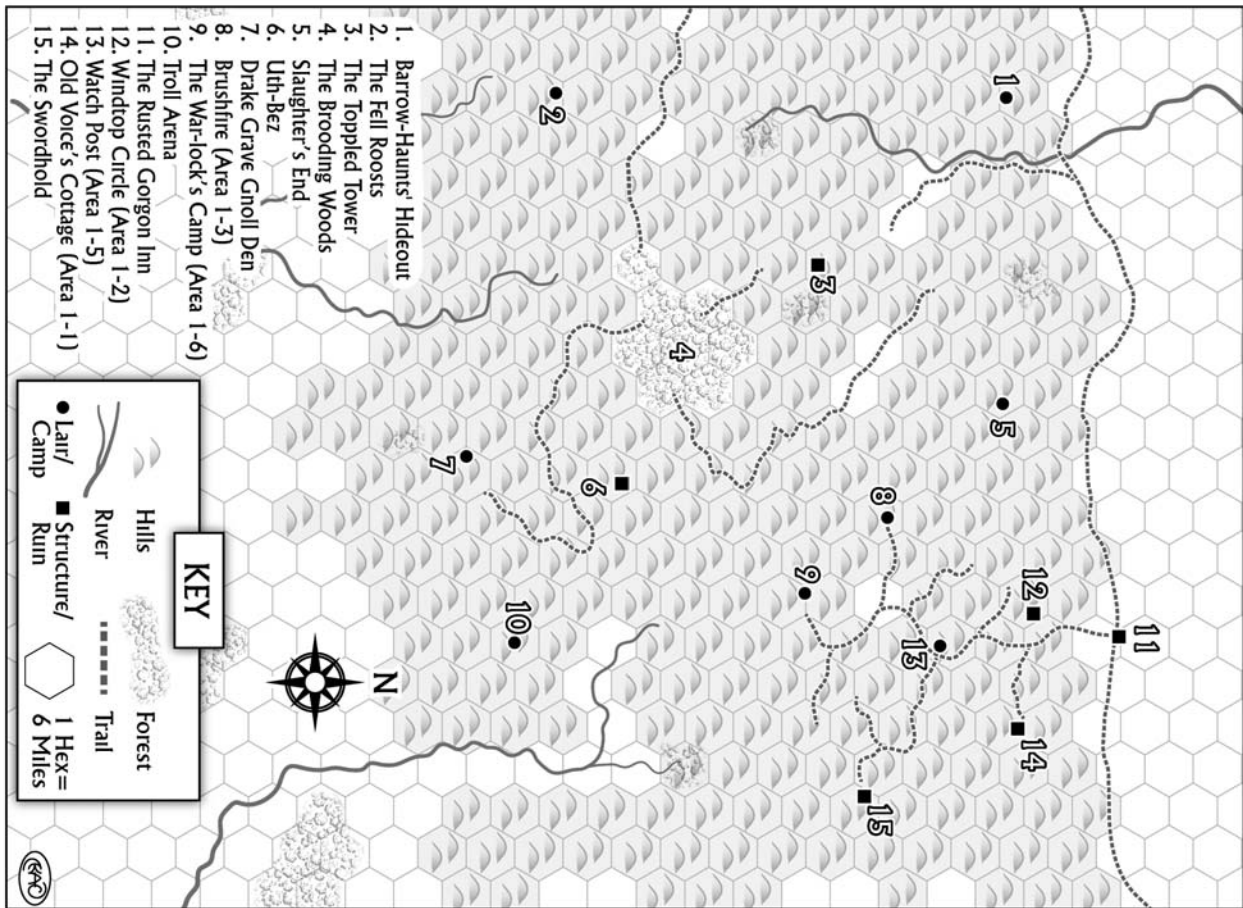 1. Barrow-Haunts' Hideout
2. The Fell Roosts
3. The Toppled Tower
4. The Brooding Woods
5. Slaughter's End
6. Uth-Bez
7. Drake Grave Gnoll Den
8. Brushfire (Area 1-3)
9. The War-lock's Camp (Area 1-6)
10. Troll Arena
11. The Rusted Gorgon Inn
12. Windtop Circle (Area 1-2)
13. Watch Post (Area 1-5)
14. Old Voice's Cottage (Area 1-1)
15. The Swordhold
KEY
Hills
Forest
River
Trail
Lair/
Camp
Structure/
Ruin
1 Hex=
6 Miles
N
1
2
3
4
5
6
7
8
9
10
11
12
13
14
15